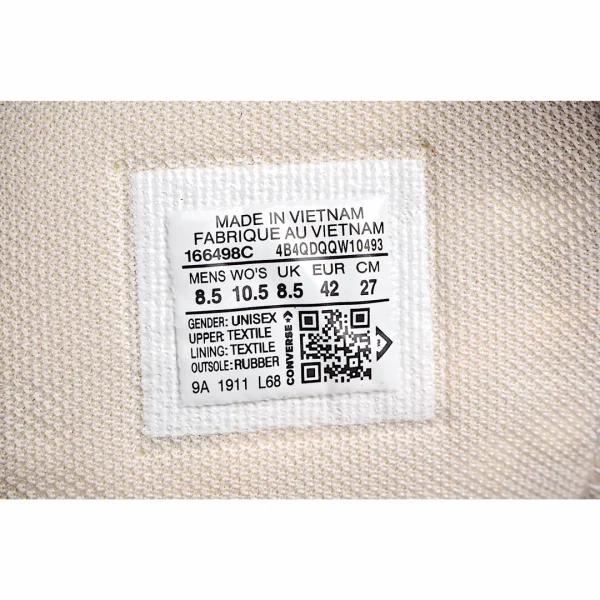 MADE IN VIETNAM
FABRIQUE AU VIETNAM
166498C 4B4QDQQW10493
MENS WO'S UK EUR CM
8.5 10.5 8.5 42 27
GENDER: UNISEX
UPPER: TEXTILE
LINING: TEXTILE
OUTSOLE: RUBBER
9A 1911 L68
CONVERSE